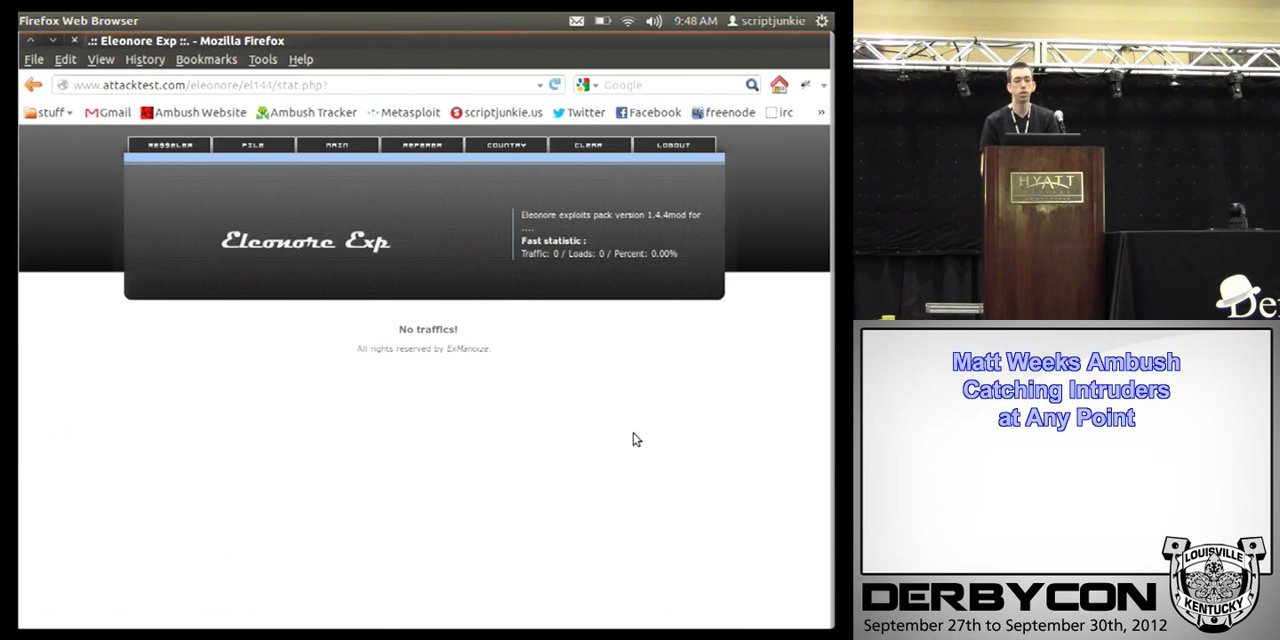 Firefox Web Browser
9:48 AM scriptjunkie
.:: Eleonore Exp ::. - Mozilla Firefox
File Edit View History Bookmarks Tools Help
www.attacktest.com/eleonore/el144/stat.php?
Google
stuff Gmail Ambush Website Ambush Tracker Metasploit scriptjunkie.us Twitter Facebook freenode irc »
RESSELER FILE MAIN REFERER COUNTRY CLEAR LOGOUT
Eleonore Exp
Eleonore exploits pack version 1.4.4mod for
....
Fast statistic :
Traffic: 0 / Loads: 0 / Percent: 0.00%
No traffics!
All rights reserved by ExManoize.
HYATT
Matt Weeks Ambush
Catching Intruders
at Any Point
LOUISVILLE
KENTUCKY
DERBYCON
September 27th to September 30th, 2012